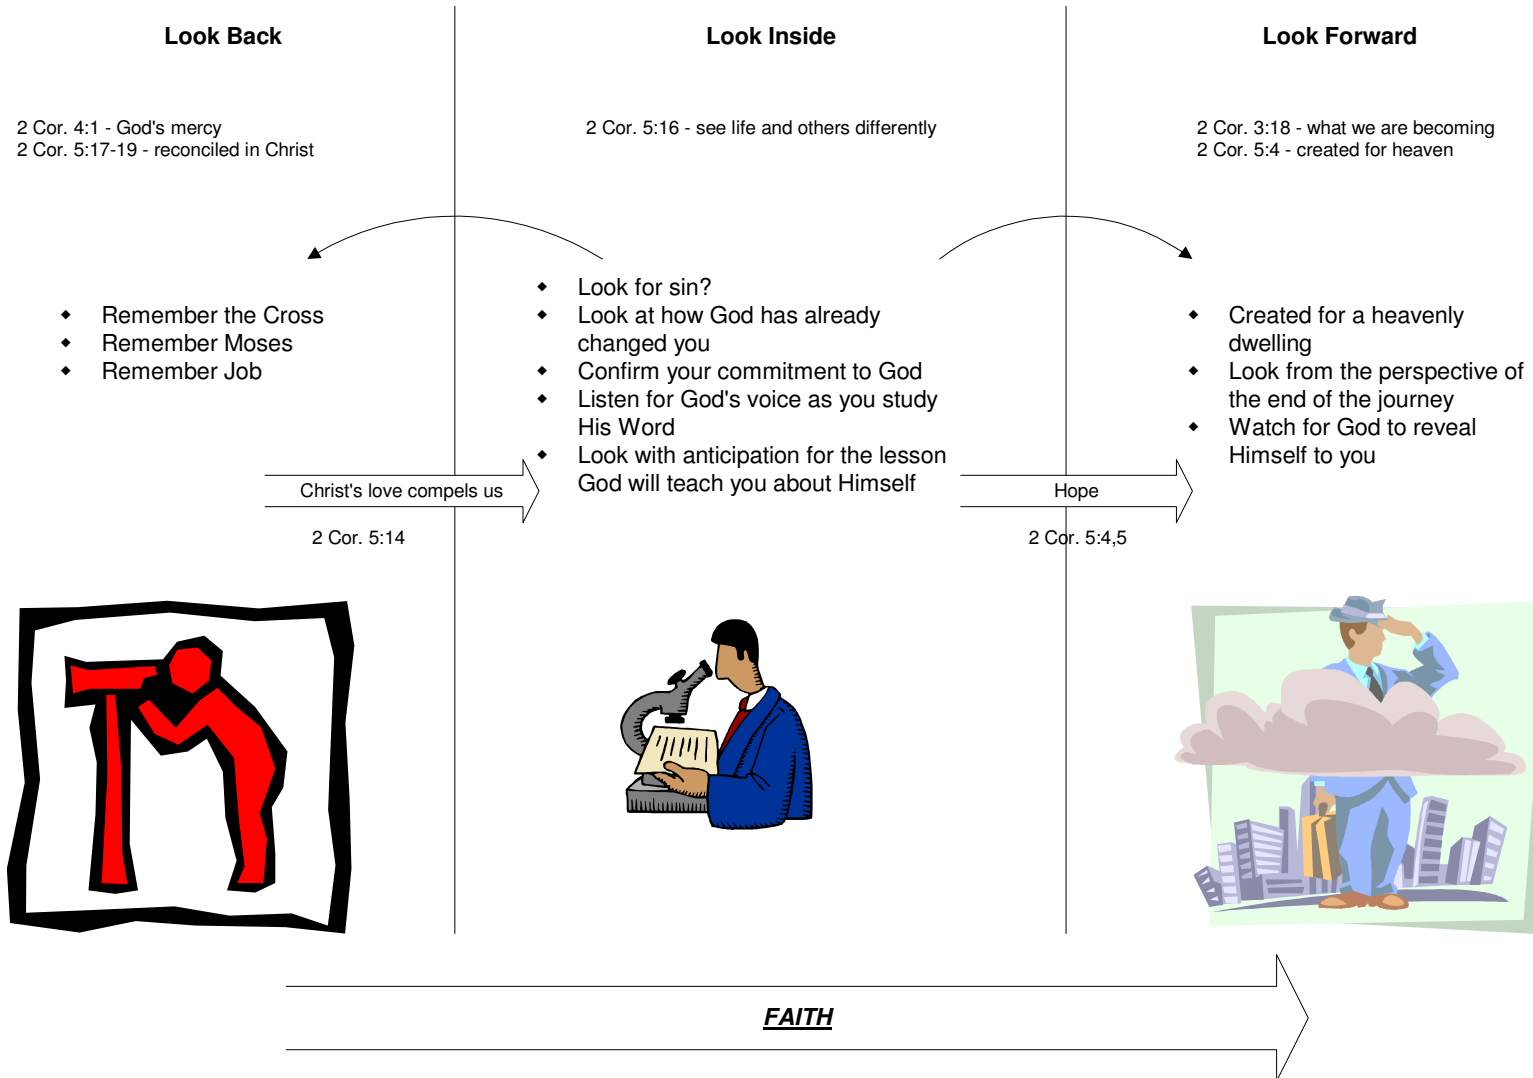 Look Back
2 Cor. 4:1 - God's mercy
2 Cor. 5:17-19 - reconciled in Christ
Remember the Cross
Remember Moses
Remember Job
Christ's love compels us
2 Cor. 5:14
Look Inside
2 Cor. 5:16 - see life and others differently
Look for sin?
Look at how God has already
changed you
Confirm your commitment to God
Listen for God's voice as you study
His Word
Look with anticipation for the lesson
God will teach you about Himself
Hope
2 Cor. 5:4,5
Look Forward
2 Cor. 3:18 - what we are becoming
2 Cor. 5:4 - created for heaven
Created for a heavenly
dwelling
Look from the perspective of
the end of the journey
Watch for God to reveal
Himself to you
FAITH